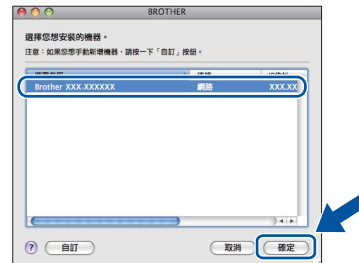 BROTHER
選擇您想安裝的機器。
注意：如果您想手動新增機器，請按一下「自訂」按鈕。
Brother XXX-XXXXXX 網路 XXX.XX
?
自訂 取消 確定